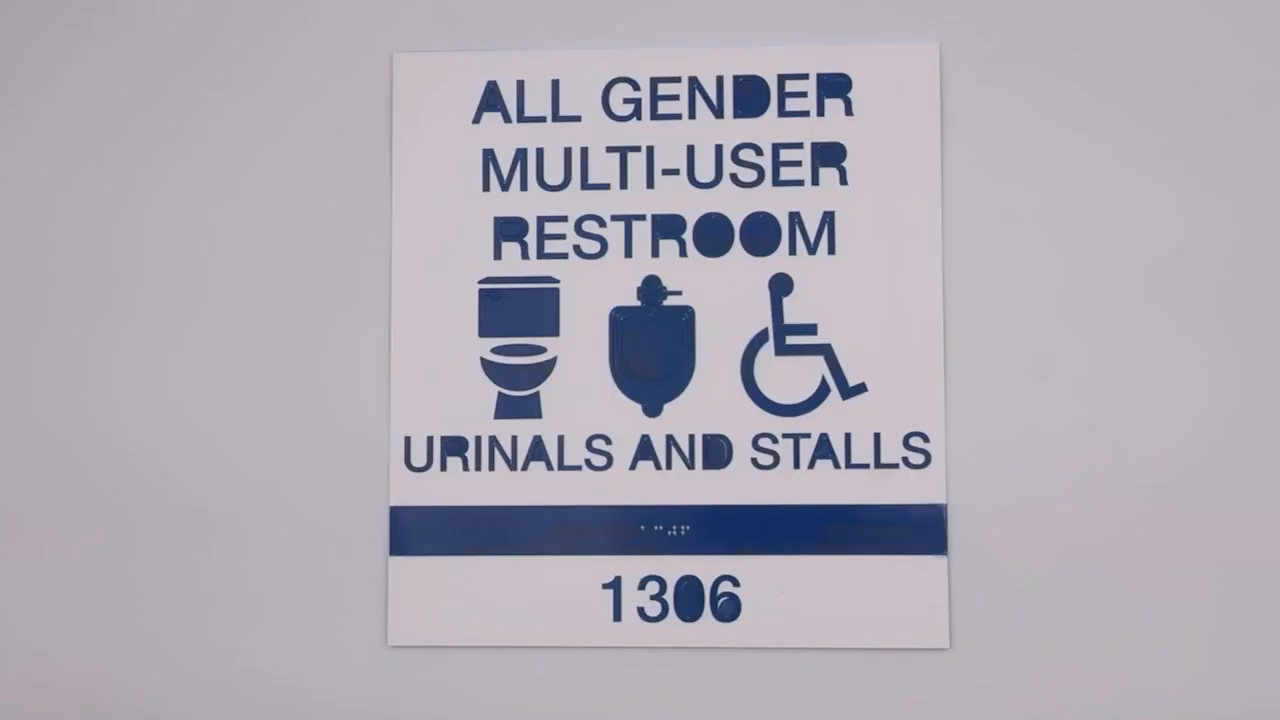 ALL GENDER
MULTI-USER
RESTROOM
URINALS AND STALLS
1306